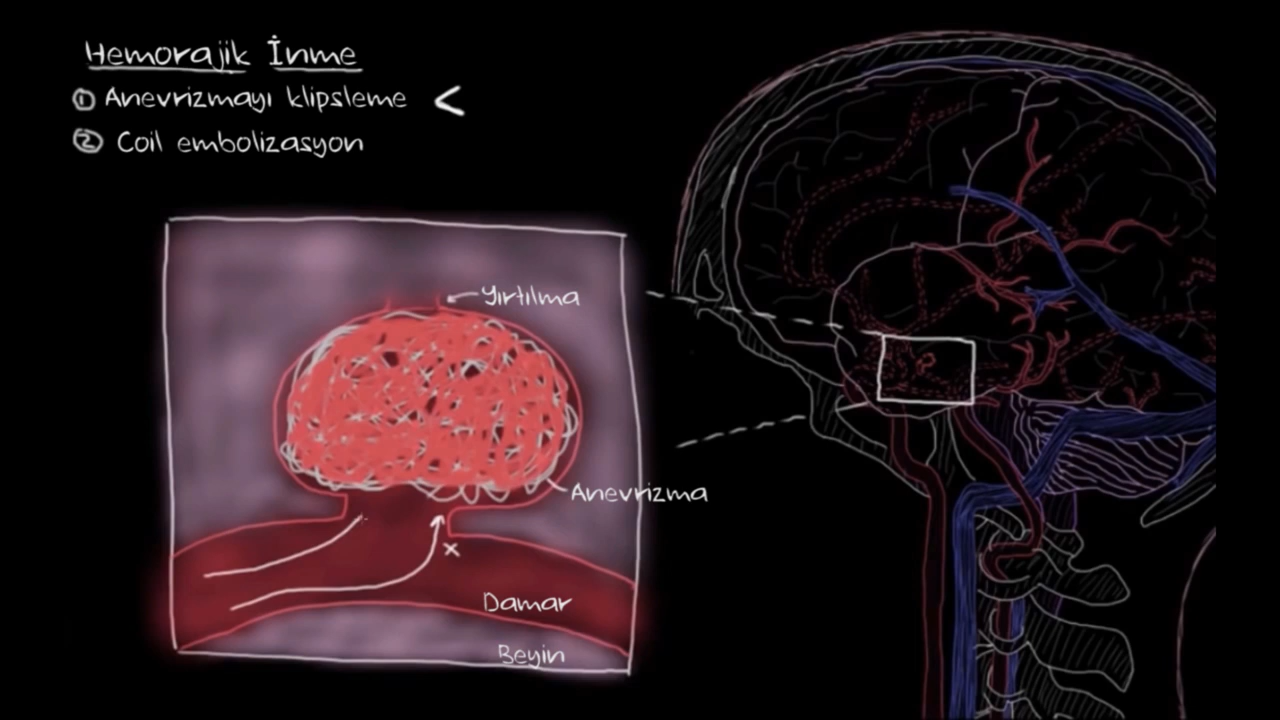 Hemorajik İnme
① Anevrizmayı klipsleme <
② Coil embolizasyon
Yırtılma
Anevrizma
x
Damar
Beyin